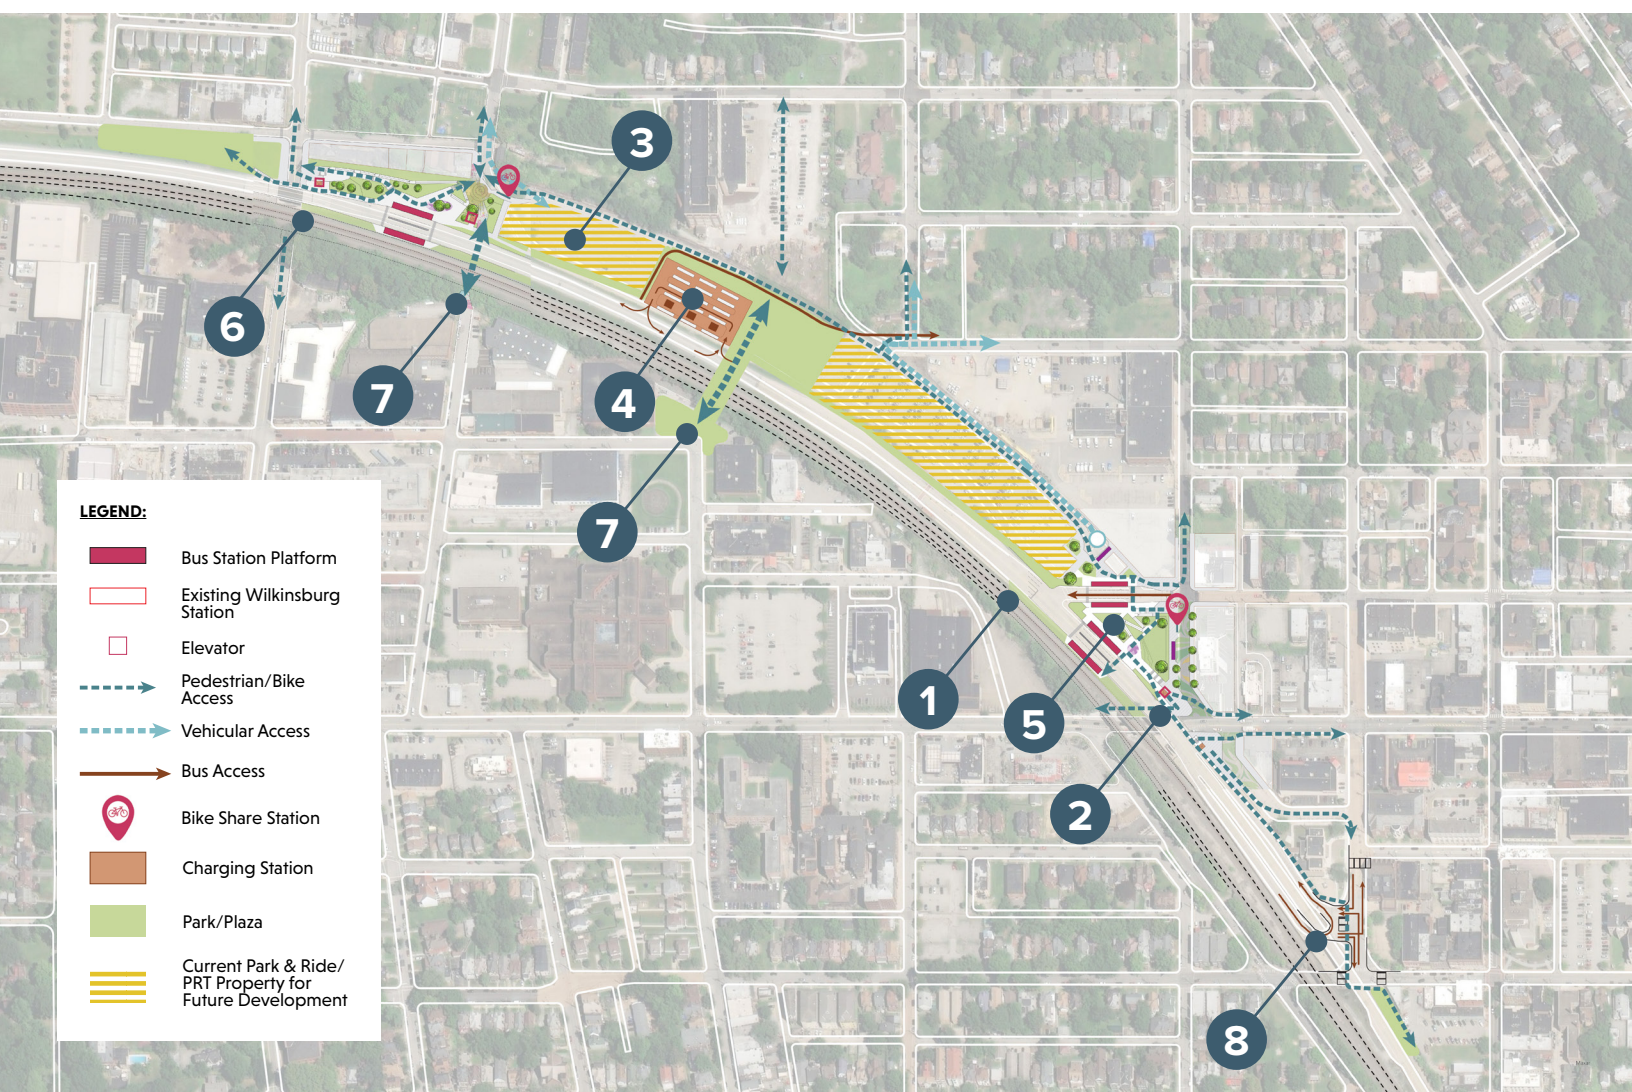 3
6
7
4
7
LEGEND:
Bus Station Platform
Existing Wilkinsburg
Station
Elevator
Pedestrian/Bike
Access
Vehicular Access
Bus Access
Bike Share Station
Charging Station
Park/Plaza
Current Park & Ride/
PRT Property for
Future Development
1
5
2
8